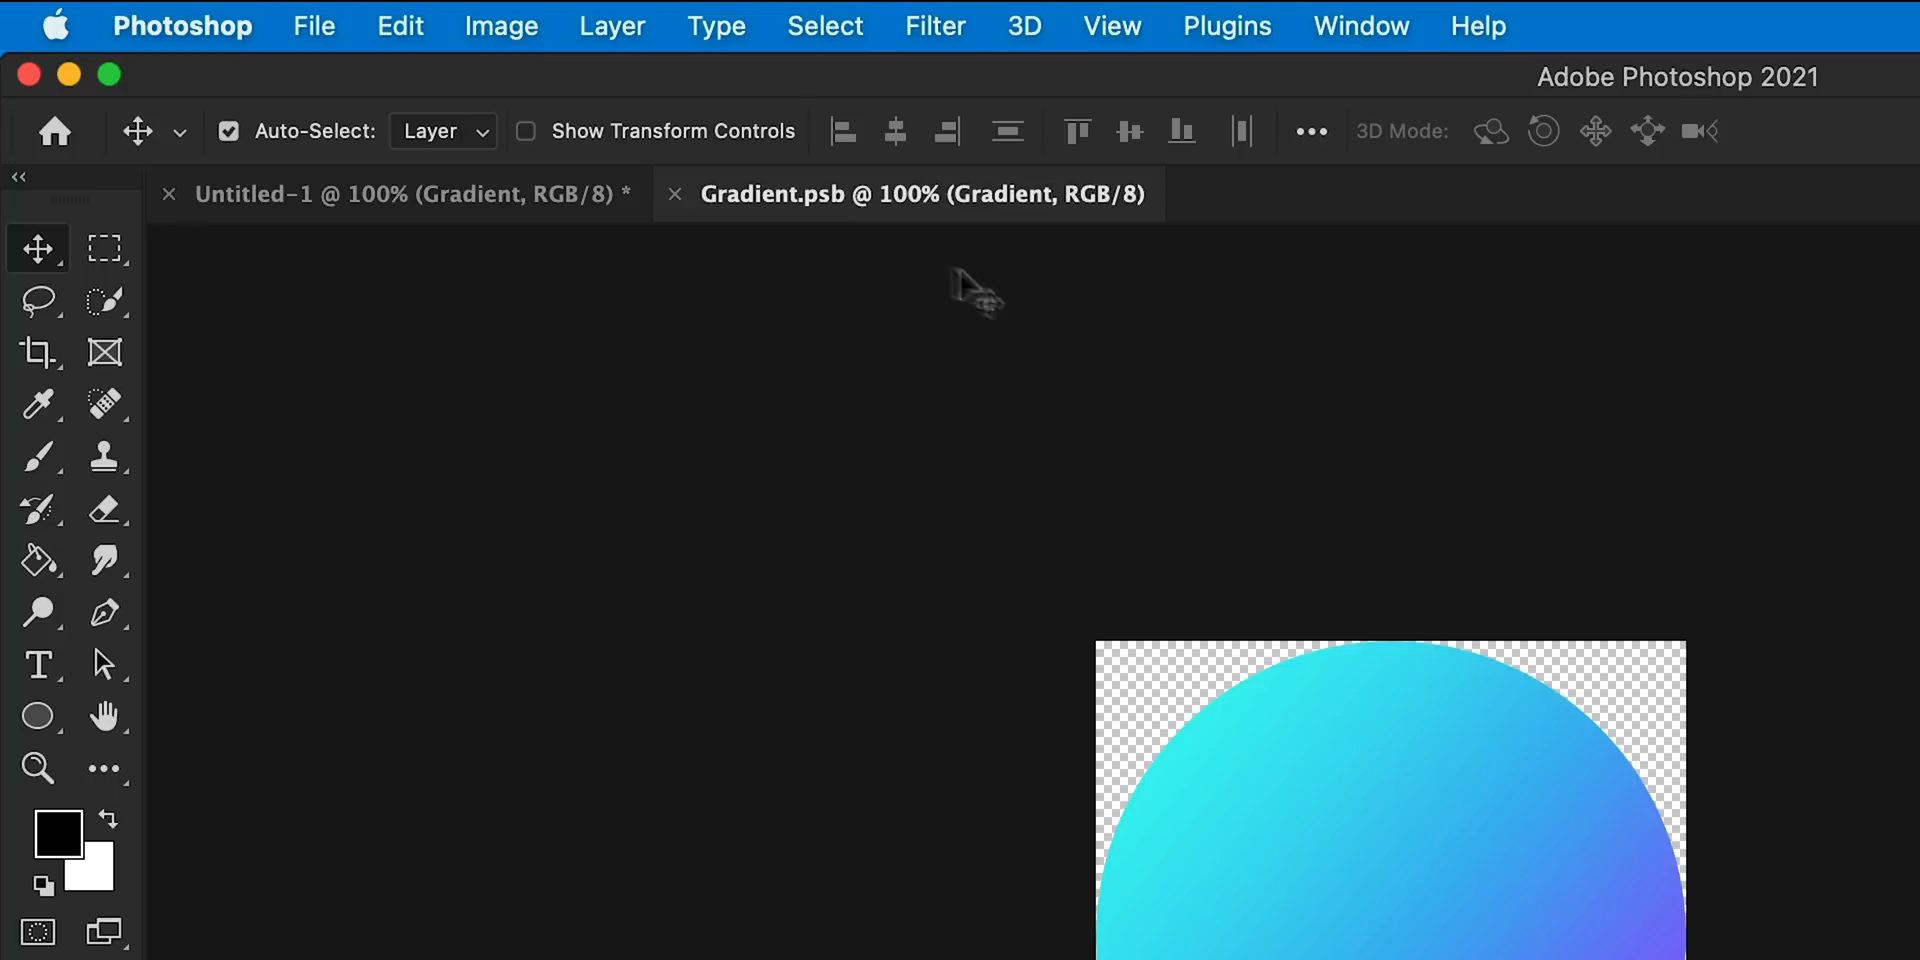 Photoshop File Edit Image Layer Type Select Filter 3D View Plugins Window Help
Adobe Photoshop 2021
Auto-Select: Layer Show Transform Controls 3D Mode:
Untitled-1 @ 100% (Gradient, RGB/8) * Gradient.psb @ 100% (Gradient, RGB/8)